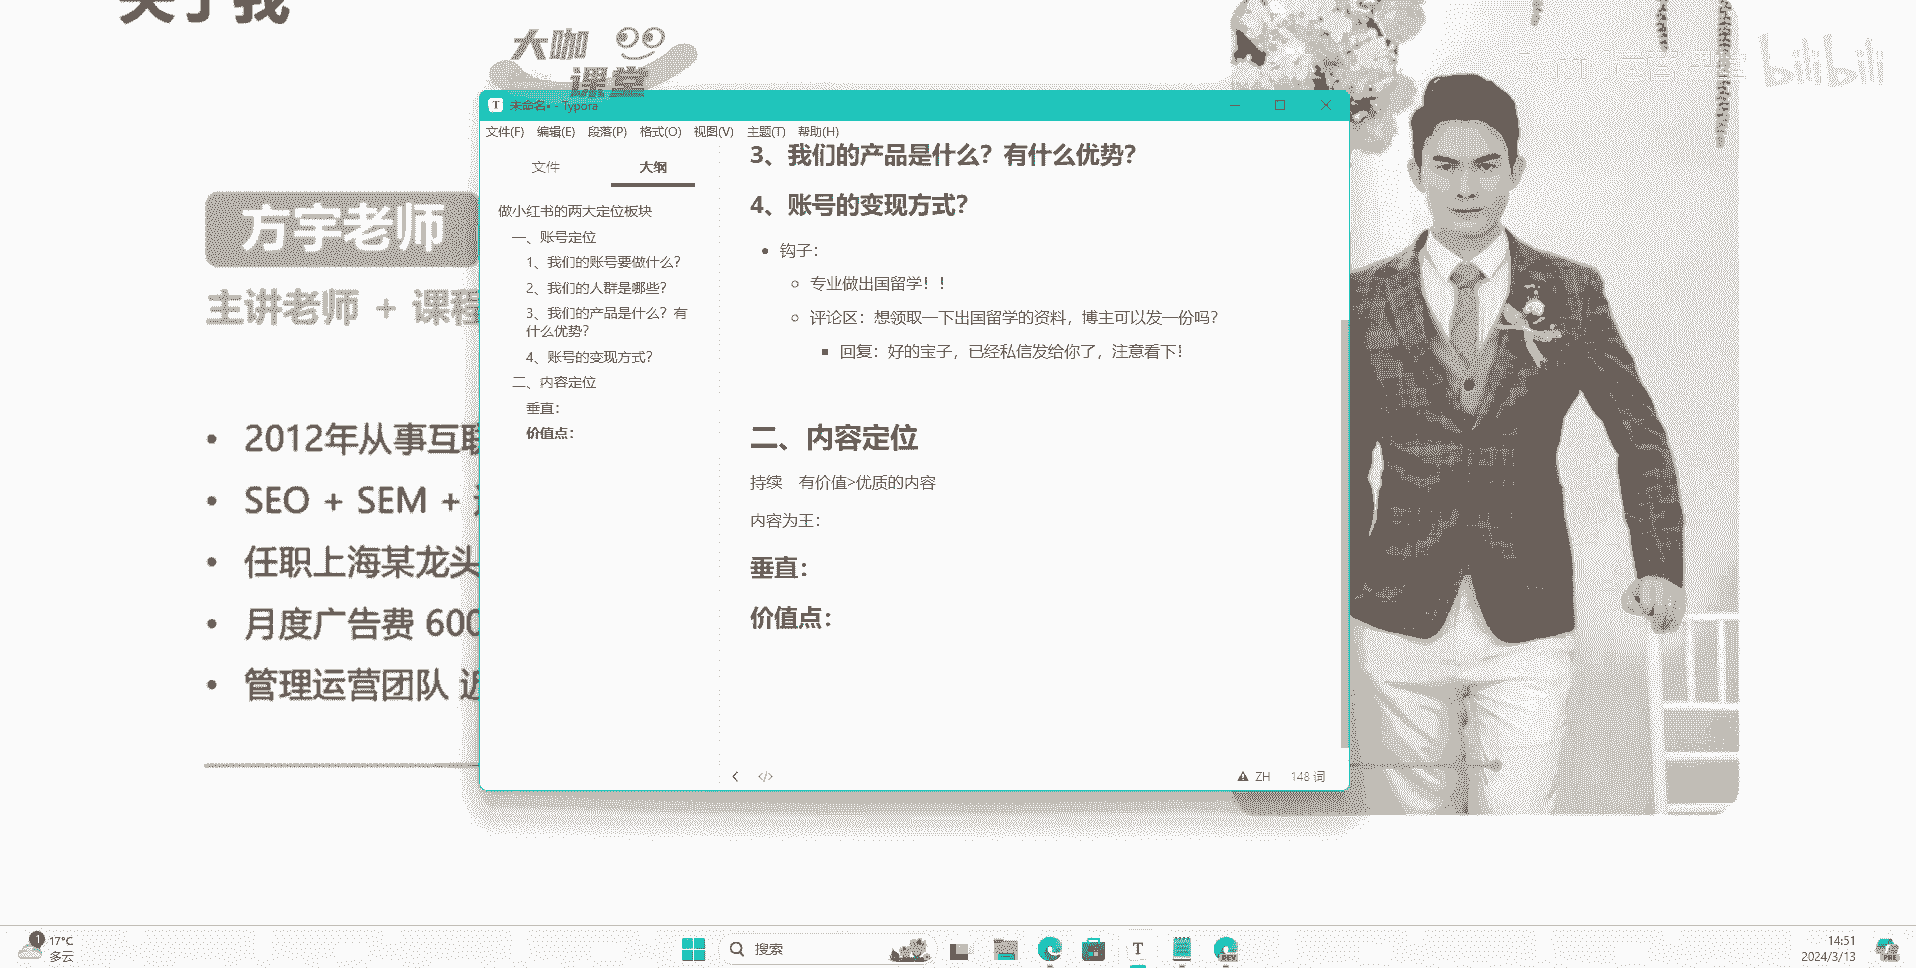 关于我
大咖
课堂
bilibili
未命名• - Typora
文件(F) 编辑(E) 段落(P) 格式(O) 视图(V) 主题(T) 帮助(H)
文件 大纲
做小红书的两大定位板块
一、账号定位
1、我们的账号要做什么？
2、我们的人群是哪些？
3、我们的产品是什么？有
什么优势？
4、账号的变现方式？
二、内容定位
垂直：
价值点：
3、我们的产品是什么？有什么优势？
4、账号的变现方式？
钩子：
专业做出国留学！！
评论区：想领取一下出国留学的资料，博主可以发一份吗？
回复：好的宝子，已经私信发给你了，注意看下！
二、内容定位
持续 有价值>优质的内容
内容为王：
垂直：
价值点：
ZH 148 词
方宇老师
主讲老师 + 课程
• 2012年从事互联
• SEO + SEM +
• 任职上海某龙头
• 月度广告费 600
• 管理运营团队 近
1
17°C
多云
搜索
14:51
2024/3/13